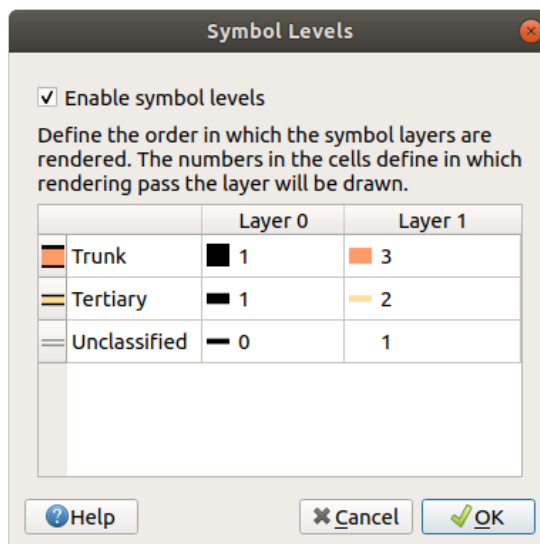 Symbol Levels
Enable symbol levels
Define the order in which the symbol layers are
rendered. The numbers in the cells define in which
rendering pass the layer will be drawn.
Layer 0 Layer 1
Trunk 1 3
Tertiary 1 2
Unclassified 0 1
Help Cancel OK